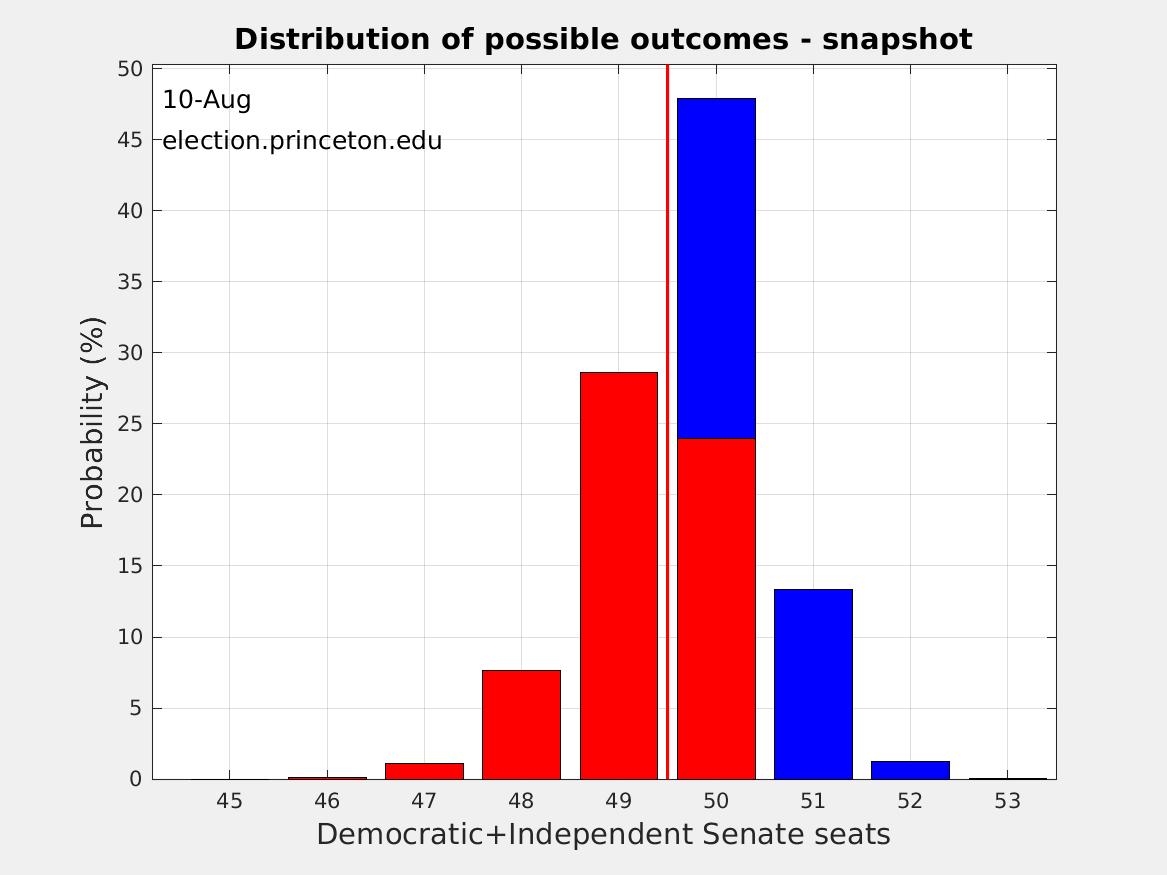 Distribution of possible outcomes - snapshot
10-Aug
election.princeton.edu
Probability (%)
50
45
40
35
30
25
20
15
10
5
0
45 46 47 48 49 50 51 52 53
Democratic+Independent Senate seats